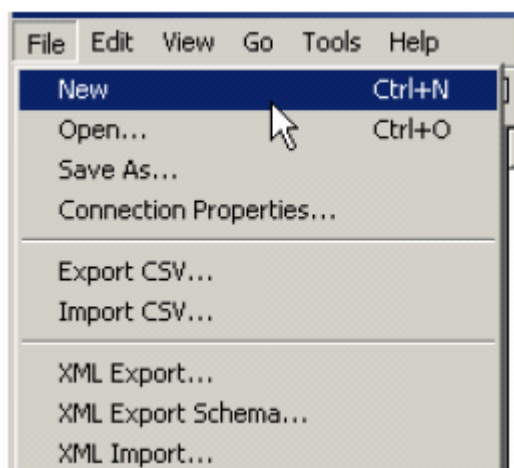 File Edit View Go Tools Help
New Ctrl+N
Open... Ctrl+O
Save As...
Connection Properties...
Export CSV...
Import CSV...
XML Export...
XML Export Schema...
XML Import...